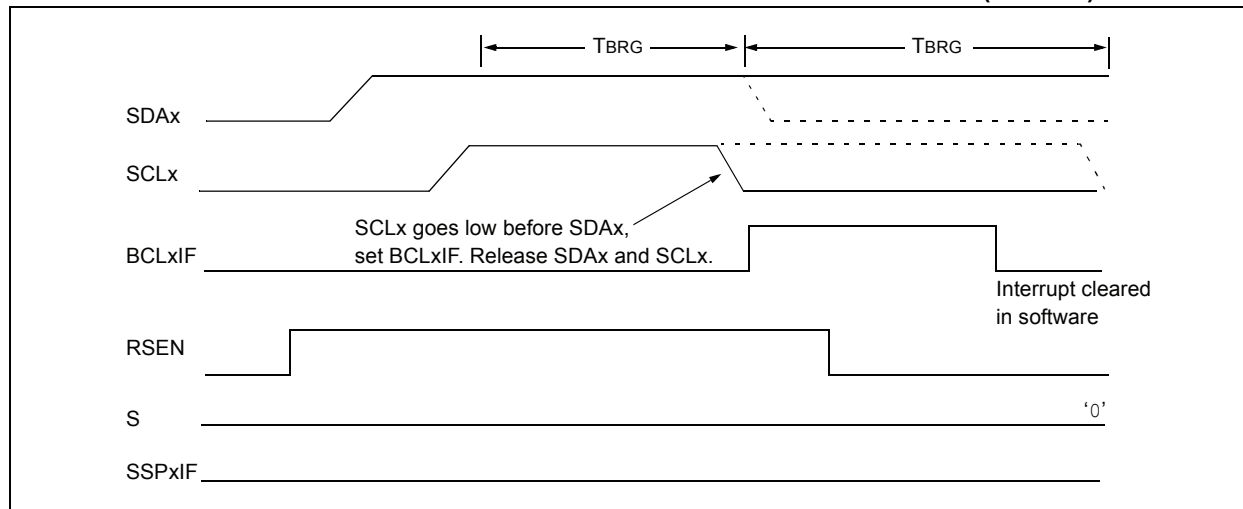 TBRG
TBRG
SDAx
SCLx
SCLx goes low before SDAx,
set BCLxIF. Release SDAx and SCLx.
BCLxIF
Interrupt cleared
in software
RSEN
S
‘0’
SSPxIF